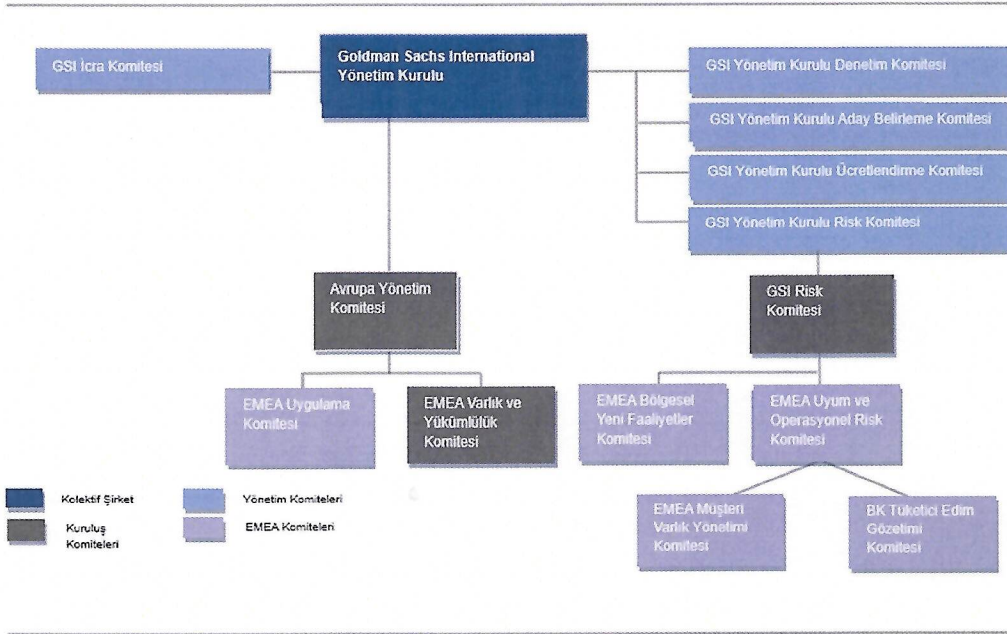 GSI İcra Komitesi
Goldman Sachs International
Yönetim Kurulu
GSI Yönetim Kurulu Denetim Komitesi
GSI Yönetim Kurulu Aday Belirleme Komitesi
GSI Yönetim Kurulu Ücretlendirme Komitesi
GSI Yönetim Kurulu Risk Komitesi
Avrupa Yönetim
Komitesi
GSI Risk
Komitesi
EMEA Uygulama
Komitesi
EMEA Varlık ve
Yükümlülük
Komitesi
EMEA Bölgesel
Yeni Faaliyetler
Komitesi
EMEA Uyum ve
Operasyonel Risk
Komitesi
EMEA Müşteri
Varlık Yönetimi
Komitesi
BK Tüketici Edim
Gözetimi
Komitesi
Kolektif Şirket
Yönetim Komiteleri
Kuruluş
Komiteleri
EMEA Komiteleri